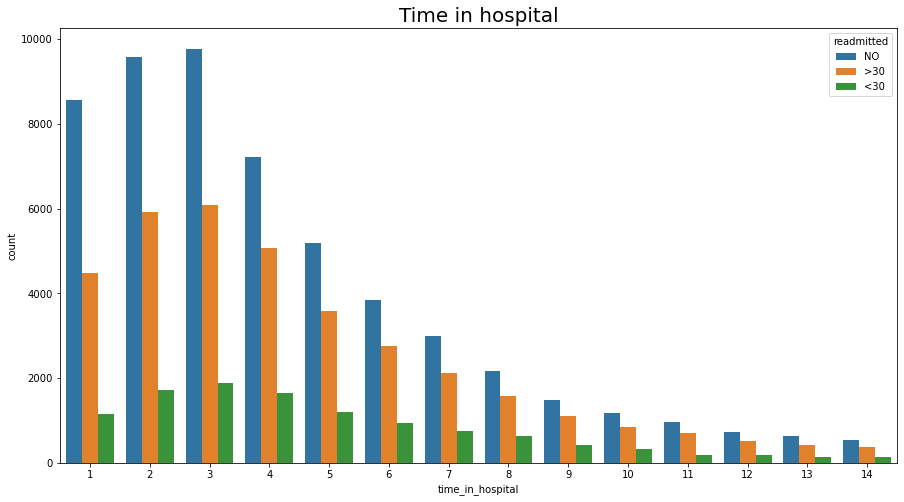 Time in hospital
10000
8000
6000
4000
2000
0
count
readmitted
NO
>30
<30
1 2 3 4 5 6 7 8 9 10 11 12 13 14
time_in_hospital